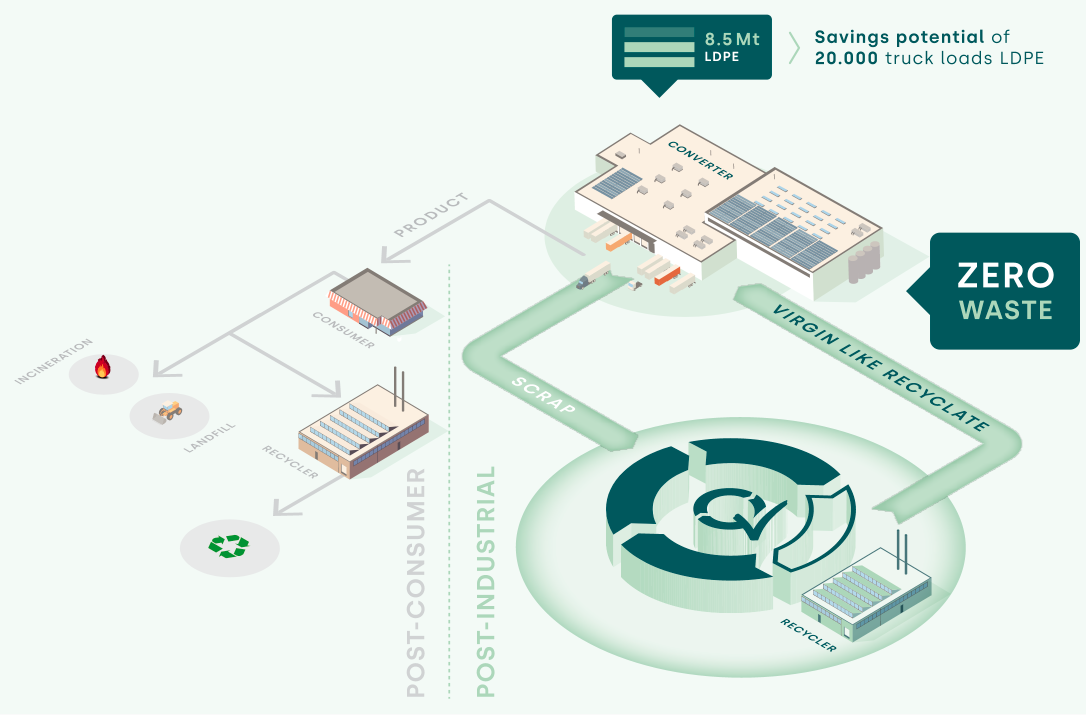 8.5 Mt
LDPE
Savings potential of
20.000 truck loads LDPE
CONVERTER
PRODUCT
ZERO
WASTE
CONSUMER
VIRGIN LIKE RECYCLATE
INCINERATION
SCRAP
LANDFILL
RECYCLER
POST-CONSUMER
POST-INDUSTRIAL
RECYCLER